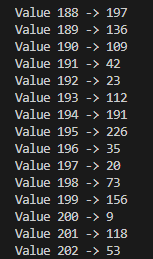 Value 188 -> 197
Value 189 -> 136
Value 190 -> 109
Value 191 -> 42
Value 192 -> 23
Value 193 -> 112
Value 194 -> 191
Value 195 -> 226
Value 196 -> 35
Value 197 -> 20
Value 198 -> 73
Value 199 -> 156
Value 200 -> 9
Value 201 -> 118
Value 202 -> 53